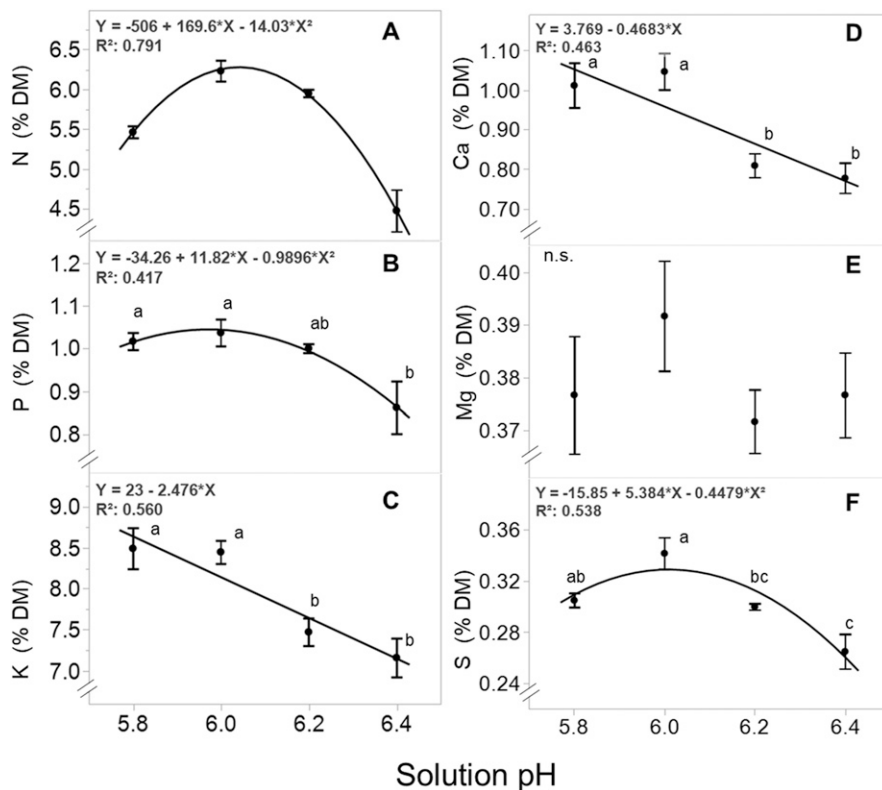 Y = -506 + 169.6*X - 14.03*X²
R²: 0.791
A
N (% DM)
6.5
6.0
5.5
5.0
4.5
Y = -34.26 + 11.82*X - 0.9896*X²
R²: 0.417
B
P (% DM)
1.2
1.1
1.0
0.9
0.8
a
a
ab
b
Y = 23 - 2.476*X
R²: 0.560
C
K (% DM)
9.0
8.5
8.0
7.5
7.0
a
a
b
b
5.8 6.0 6.2 6.4
Y = 3.769 - 0.4683*X
R²: 0.463
D
Ca (% DM)
1.10
1.00
0.90
0.80
0.70
a
a
b
b
n.s.
E
Mg (% DM)
0.40
0.39
0.38
0.37
Y = -15.85 + 5.384*X - 0.4479*X²
R²: 0.538
F
S (% DM)
0.36
0.32
0.28
0.24
ab
a
bc
c
5.8 6.0 6.2 6.4
Solution pH